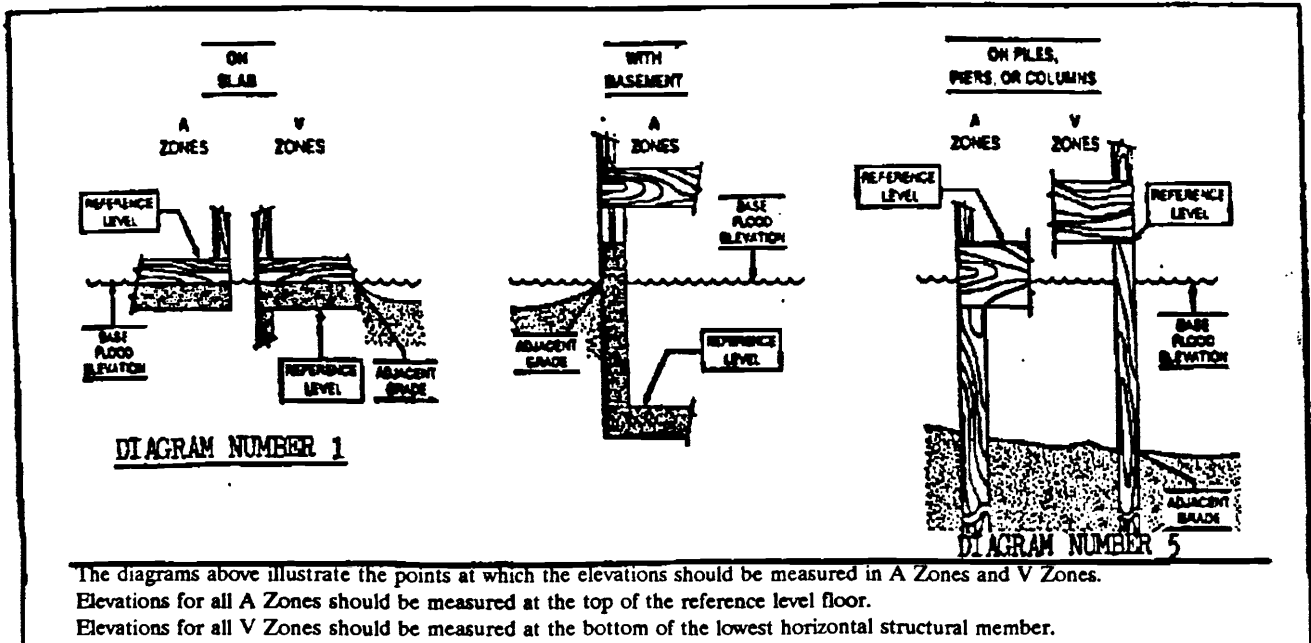 ON
SLAB
A
ZONES
V
ZONES
REFERENCE
LEVEL
BASE
FLOOD
ELEVATION
REFERENCE
LEVEL
ADJACENT
GRADE
DIAGRAM NUMBER 1
WITH
BASEMENT
A
ZONES
BASE
FLOOD
ELEVATION
ADJACENT
GRADE
REFERENCE
LEVEL
ON PILES,
PIERS, OR COLUMNS
A
ZONES
V
ZONES
REFERENCE
LEVEL
REFERENCE
LEVEL
BASE
FLOOD
ELEVATION
ADJACENT
GRADE
DIAGRAM NUMBER 5
The diagrams above illustrate the points at which the elevations should be measured in A Zones and V Zones.
Elevations for all A Zones should be measured at the top of the reference level floor.
Elevations for all V Zones should be measured at the bottom of the lowest horizontal structural member.